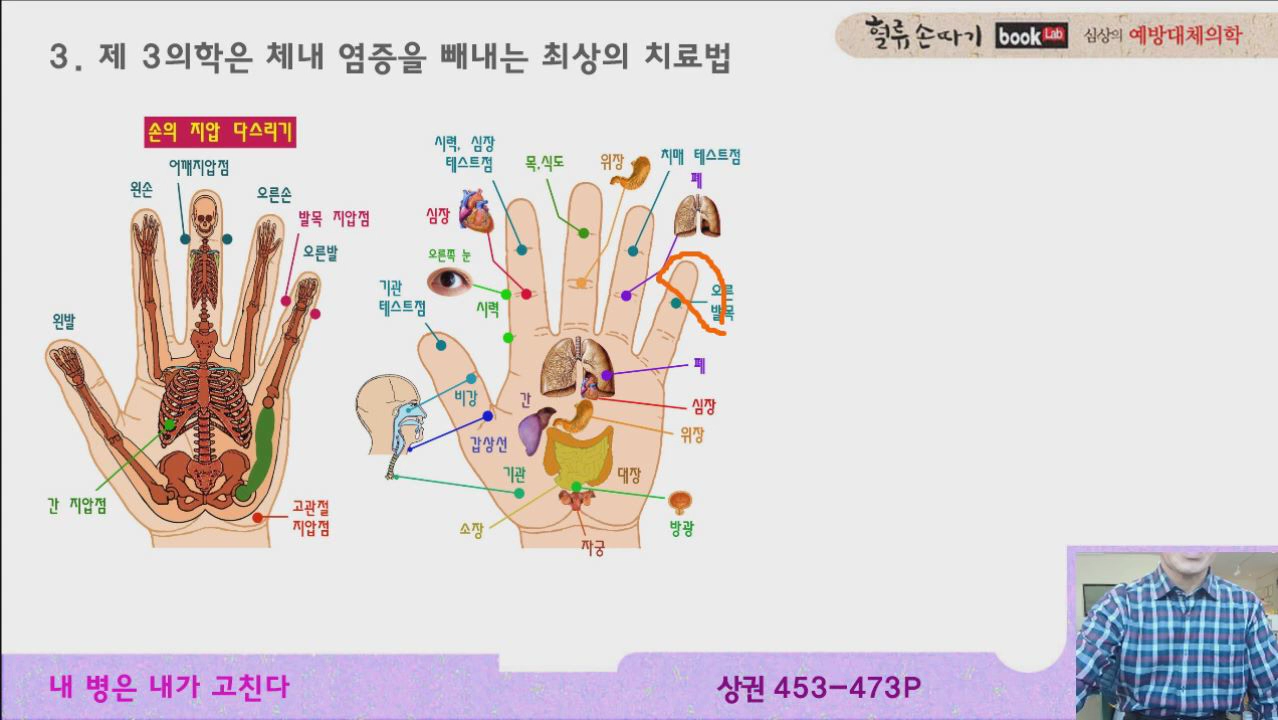 3. 제 3의학은 체내 염증을 빼내는 최상의 치료법
혈류 손따기
book Lab
심상의 예방대체의학
손의 지압 다스리기
어깨지압점
왼손
오른손
발목 지압점
오른발
왼발
간 지압점
고관절
지압점
시력, 심장
테스트점
목.식도
위장
치매 테스트점
폐
심장
오른쪽 눈
시력
기관
테스트점
오른
발목
비강
갑상선
기관
간
폐
심장
위장
대장
소장
자궁
방광
내 병은 내가 고친다
상권 453-473P